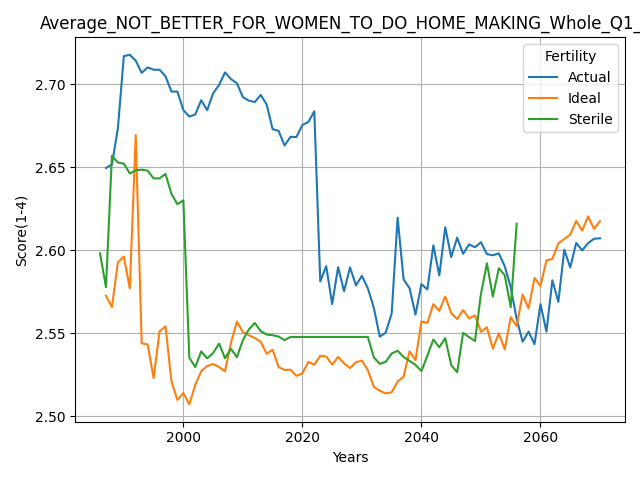 Average_NOT_BETTER_FOR_WOMEN_TO_DO_HOME_MAKING_Whole_Q1_
Fertility
Actual
Ideal
Sterile
Score(1-4)
2.70
2.65
2.60
2.55
2.50
2000
2020
2040
2060
Years